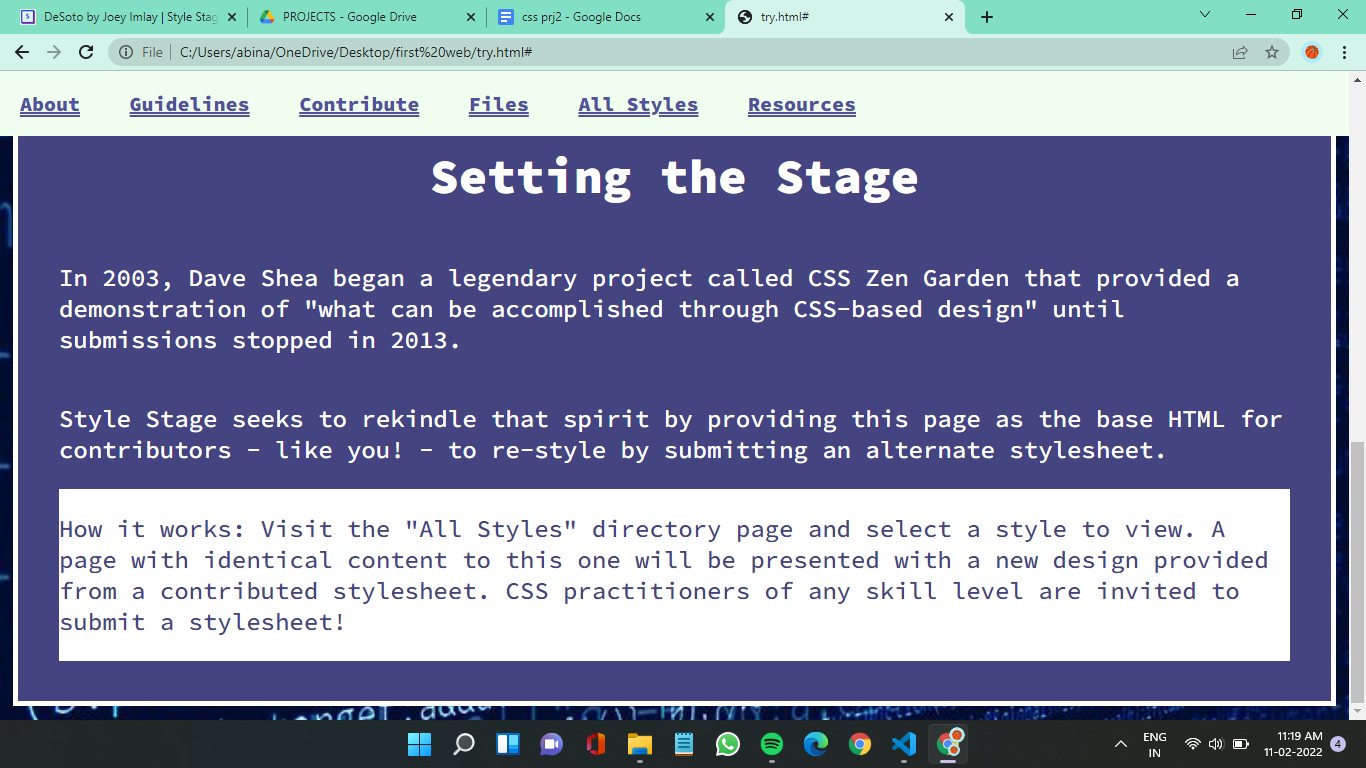 DeSoto by Joey Imlay | Style Stag
PROJECTS - Google Drive
css prj2 - Google Docs
try.html#
File | C:/Users/abina/OneDrive/Desktop/first%20web/try.html#
About Guidelines Contribute Files All Styles Resources
Setting the Stage
In 2003, Dave Shea began a legendary project called CSS Zen Garden that provided a
demonstration of "what can be accomplished through CSS-based design" until
submissions stopped in 2013.
Style Stage seeks to rekindle that spirit by providing this page as the base HTML for
contributors - like you! - to re-style by submitting an alternate stylesheet.
How it works: Visit the "All Styles" directory page and select a style to view. A
page with identical content to this one will be presented with a new design provided
from a contributed stylesheet. CSS practitioners of any skill level are invited to
submit a stylesheet!
ENG
IN
11:19 AM
11-02-2022
4